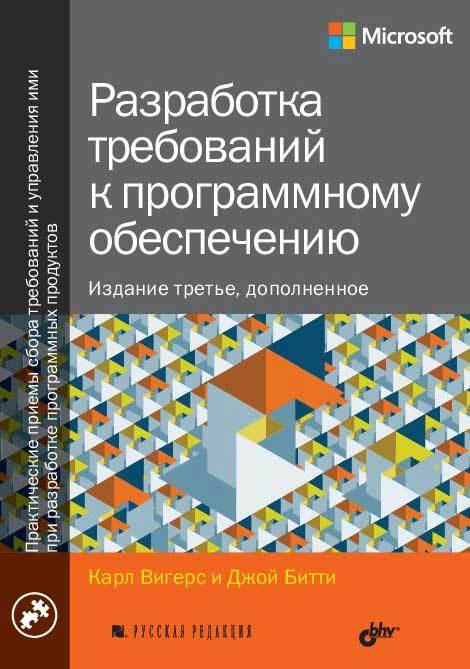 Microsoft
Разработка
требований
к программному
обеспечению
Издание третье, дополненное
Практические приемы сбора требований и управления ими
при разработке программных продуктов
Карл Вигерс и Джой Битти
РУССКАЯ РЕДАКЦИЯ
bhv®